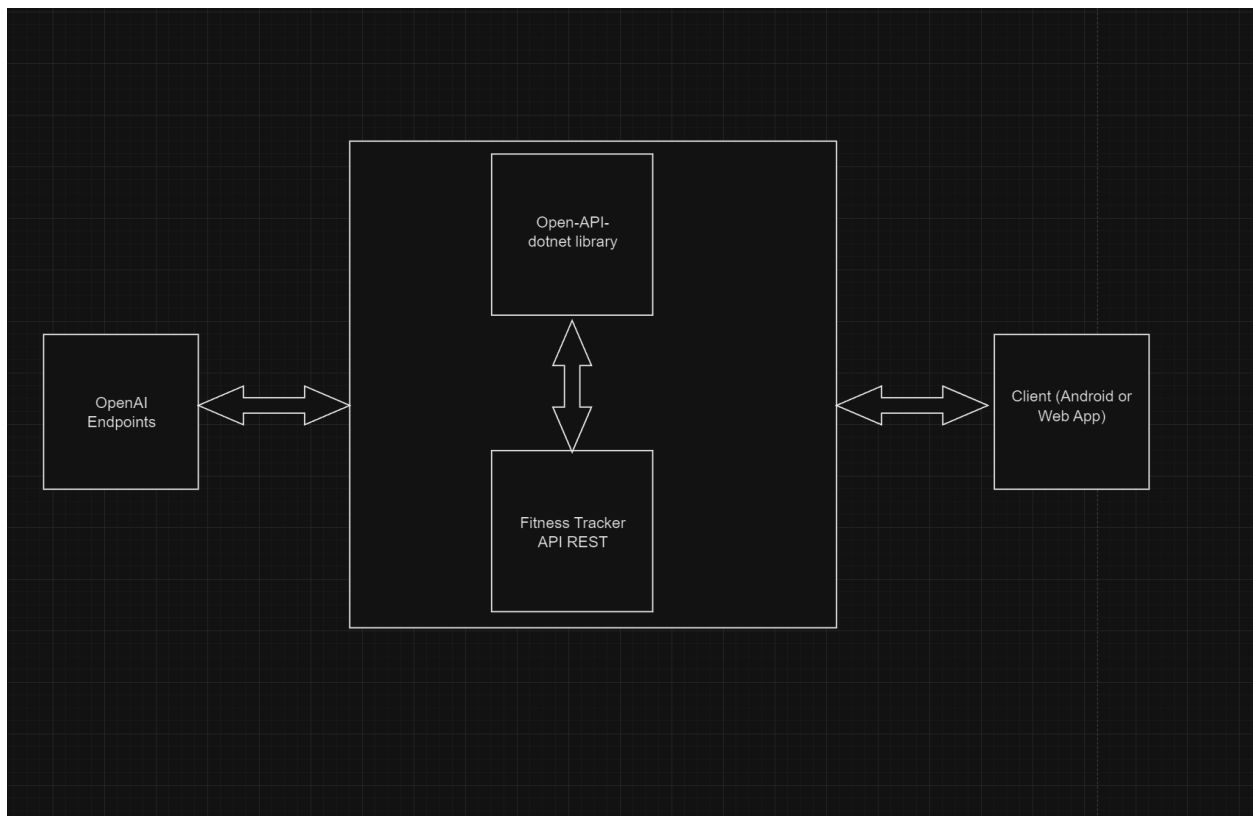 Open-API-
dotnet library
OpenAI
Endpoints
Client (Android or
Web App)
Fitness Tracker
API REST